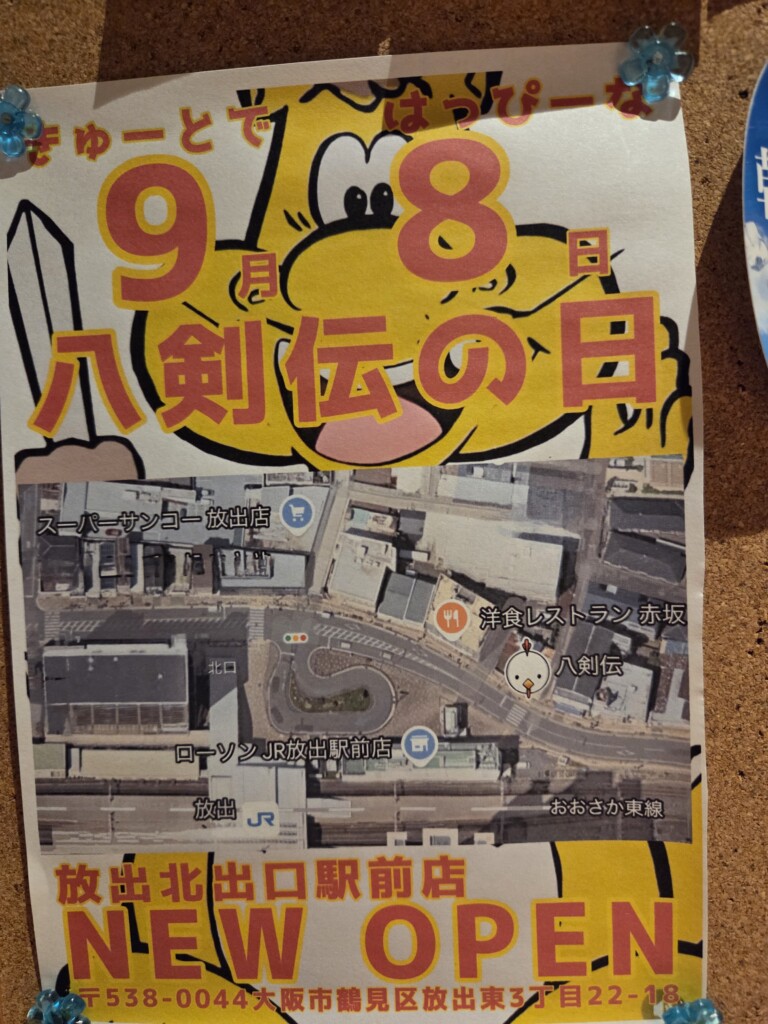 きゅーとで はっぴーな
9月8日
八剣伝の日
スーパーサンコー 放出店
洋食レストラン 赤坂
八剣伝
北口
ローソン JR放出駅前店
放出 JR
おおさか東線
放出北出口駅前店
NEW OPEN
〒538-0044大阪市鶴見区放出東3丁目22-18